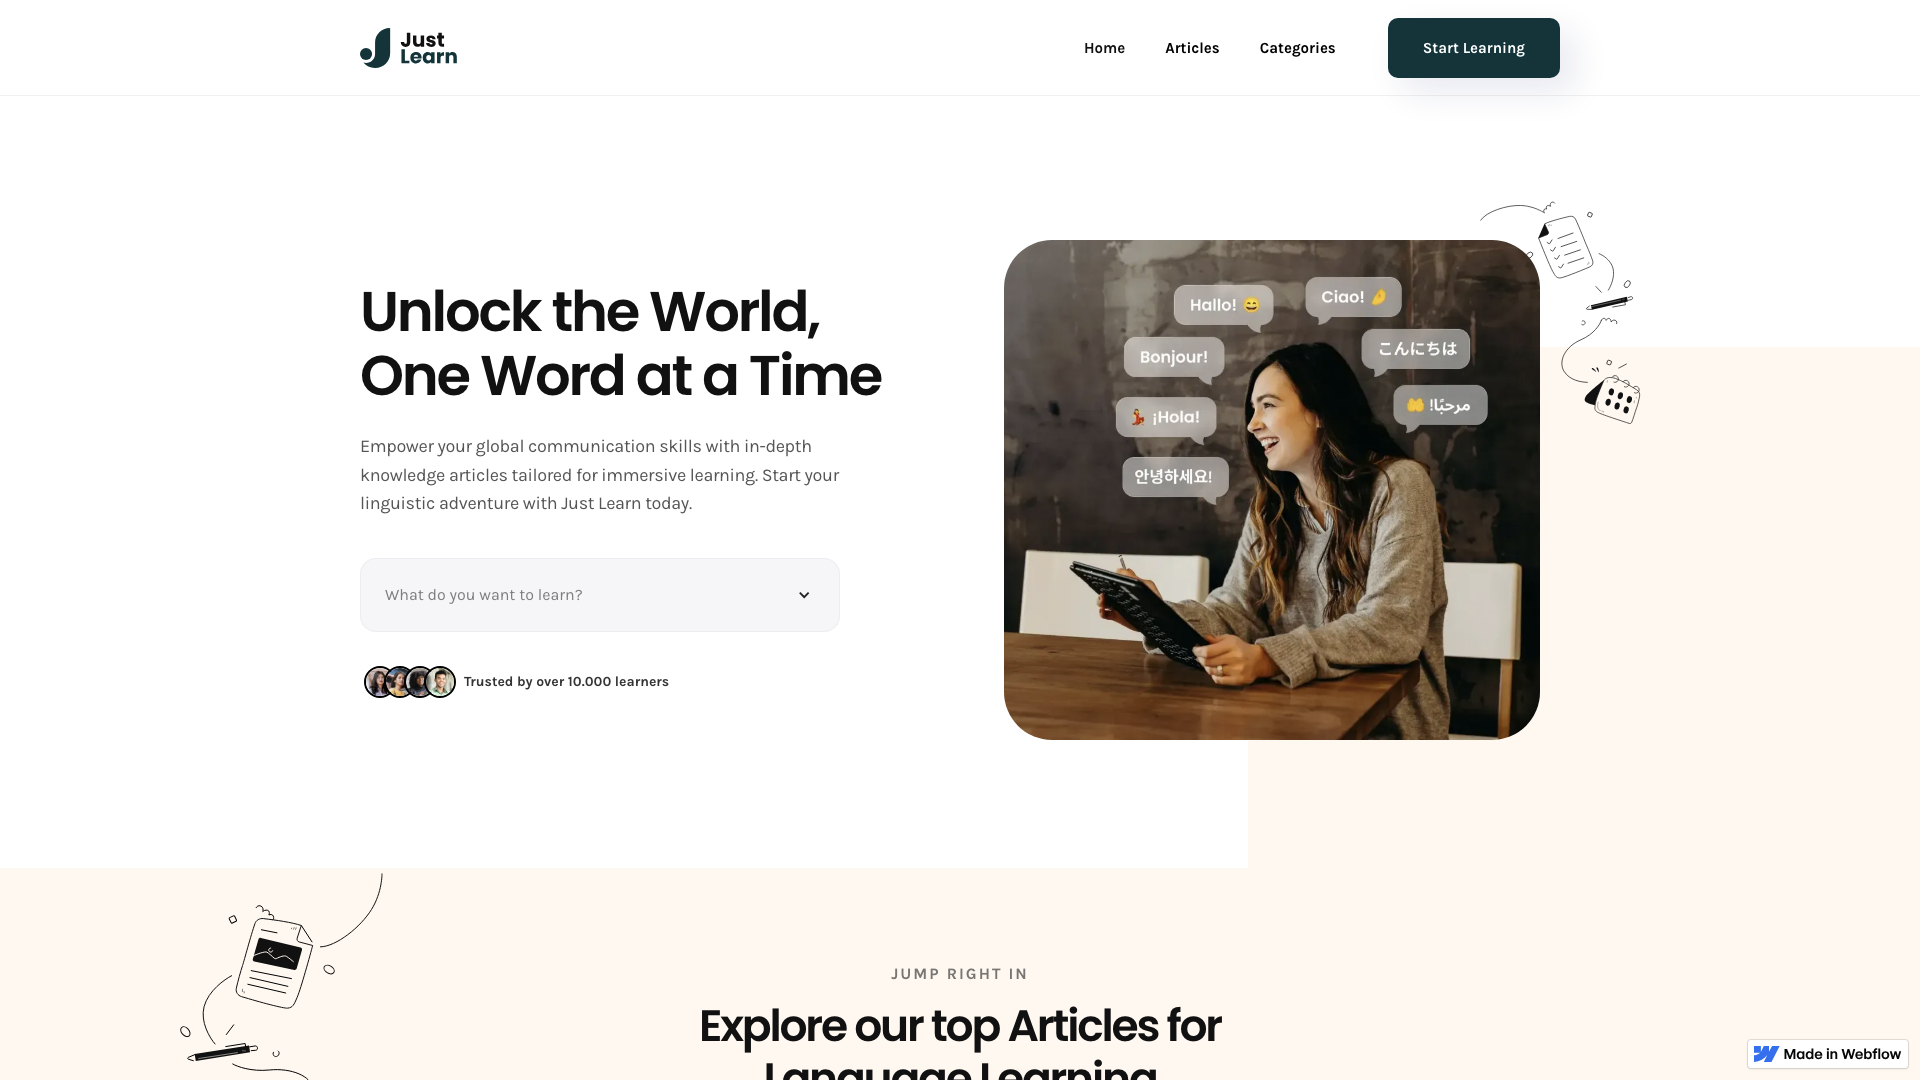 Just
Learn
Home
Articles
Categories
Start Learning
Unlock the World,
One Word at a Time
Empower your global communication skills with in-depth
knowledge articles tailored for immersive learning. Start your
linguistic adventure with Just Learn today.
What do you want to learn?
Trusted by over 10.000 learners
Hallo! 😄
Ciao! 🤌
Bonjour!
こんにちは
💃 ¡Hola!
مرحبًا! 🤲
안녕하세요!
JUMP RIGHT IN
Explore our top Articles for
Language Learning
Made in Webflow